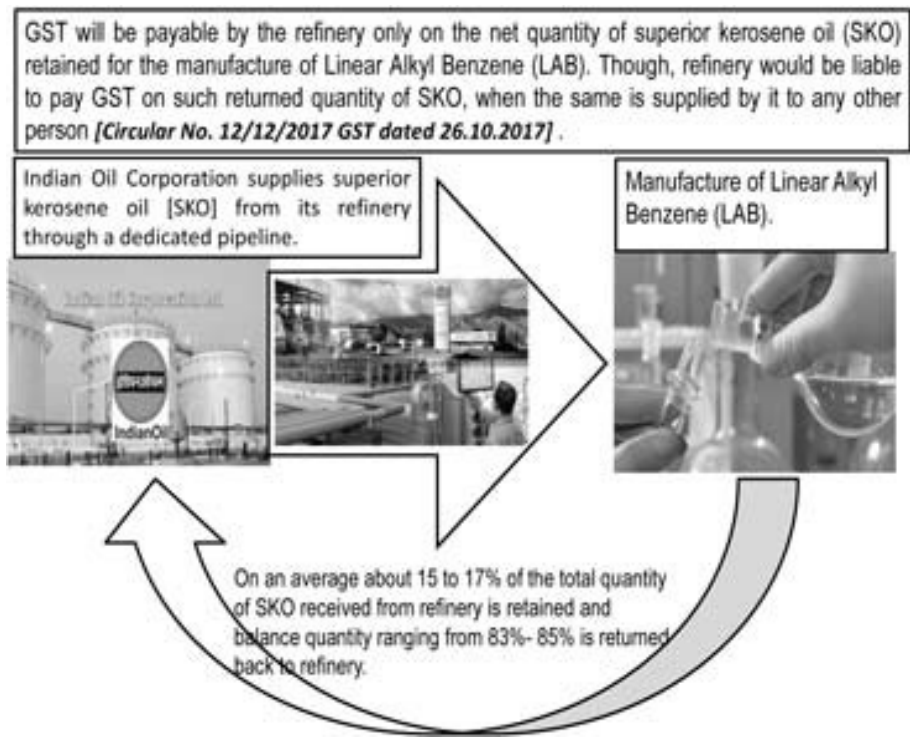 GST will be payable by the refinery only on the net quantity of superior kerosene oil (SKO)
retained for the manufacture of Linear Alkyl Benzene (LAB). Though, refinery would be liable
to pay GST on such returned quantity of SKO, when the same is supplied by it to any other
person [Circular No. 12/12/2017 GST dated 26.10.2017] .
Indian Oil Corporation supplies superior
kerosene oil [SKO] from its refinery
through a dedicated pipeline.
Manufacture of Linear Alkyl
Benzene (LAB).
IndianOil
On an average about 15 to 17% of the total quantity
of SKO received from refinery is retained and
balance quantity ranging from 83%- 85% is returned
back to refinery.